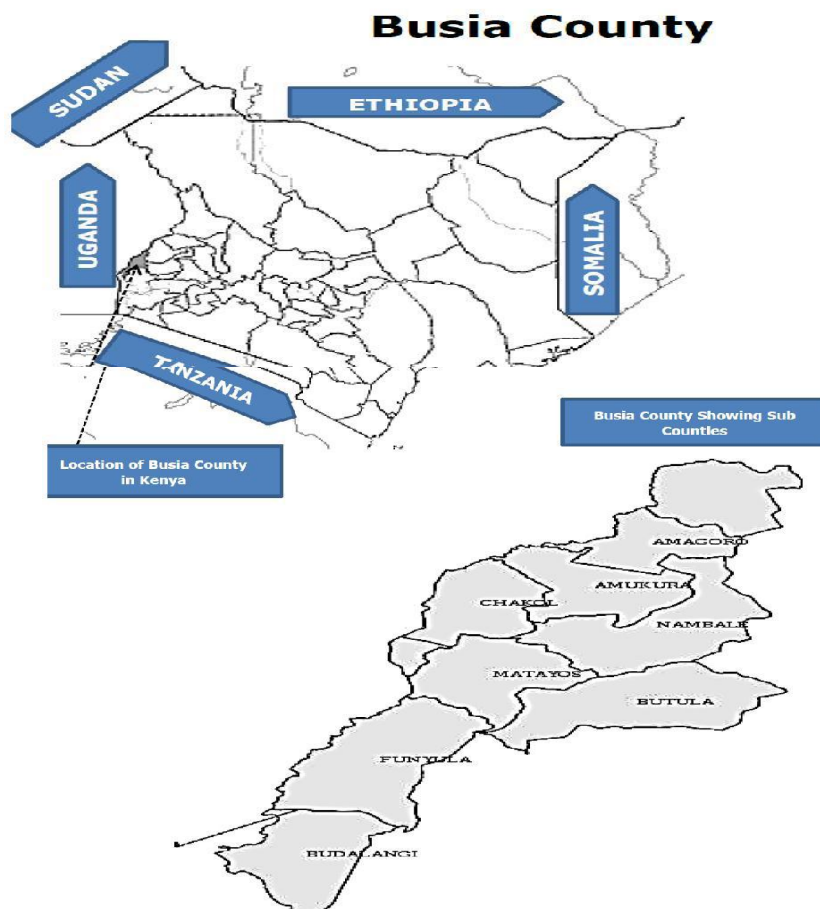 Busia County
SUDAN
ETHIOPIA
UGANDA
SOMALIA
TANZANIA
Busia County Showing Sub
Counties
Location of Busia County
in Kenya
AMAGORO
AMUKURA
CHAKOL
NAMBALE
MATAYOS
BUTULA
FUNYULA
BUDALANGI